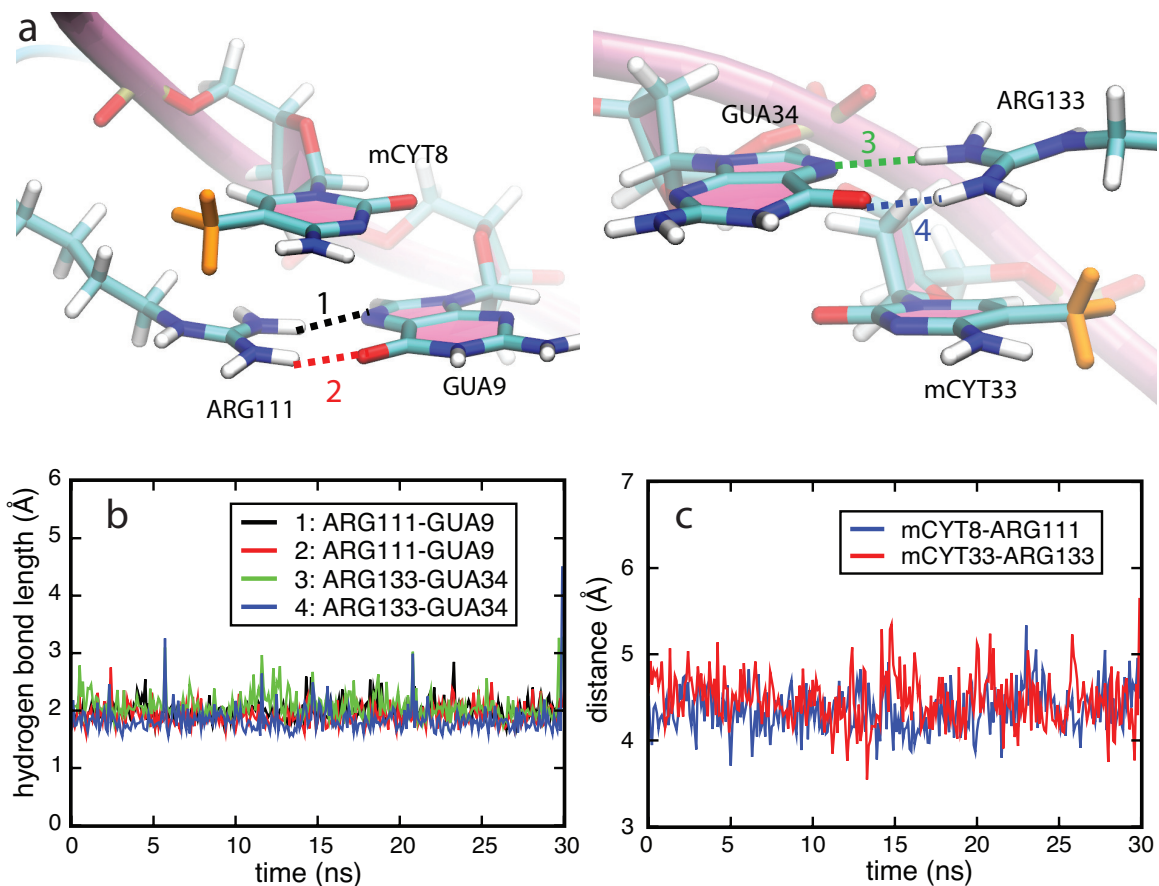 a
mCYT8
1
2
ARG111
GUA9
GUA34
ARG133
3
4
mCYT33
b
hydrogen bond length (Å)
6
5
4
3
2
1
0
1: ARG111-GUA9
2: ARG111-GUA9
3: ARG133-GUA34
4: ARG133-GUA34
0 5 10 15 20 25 30
time (ns)
c
distance (Å)
7
6
5
4
3
mCYT8-ARG111
mCYT33-ARG133
0 5 10 15 20 25 30
time (ns)